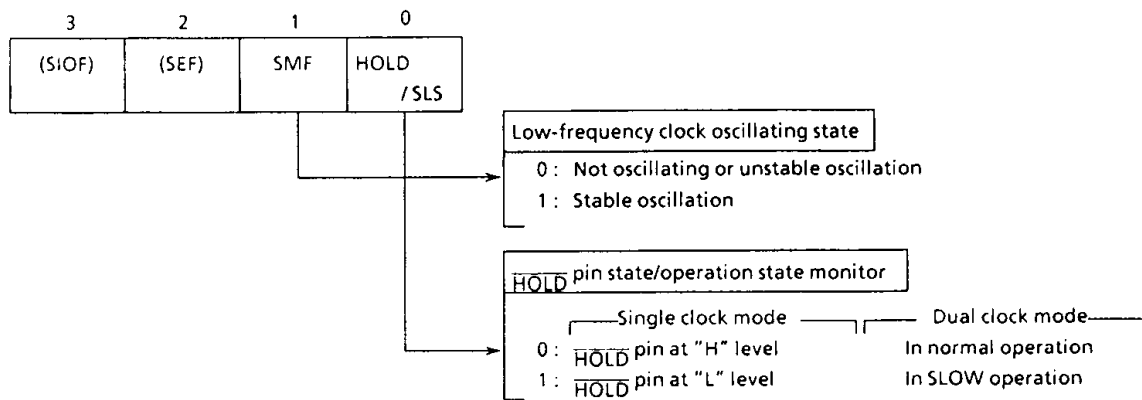 3 2 1 0
(SIOF) (SEF) SMF HOLD
/ SLS
Low-frequency clock oscillating state
0 : Not oscillating or unstable oscillation
1 : Stable oscillation
HOLD pin state/operation state monitor
Single clock mode Dual clock mode
0 : HOLD pin at "H" level In normal operation
1 : HOLD pin at "L" level In SLOW operation